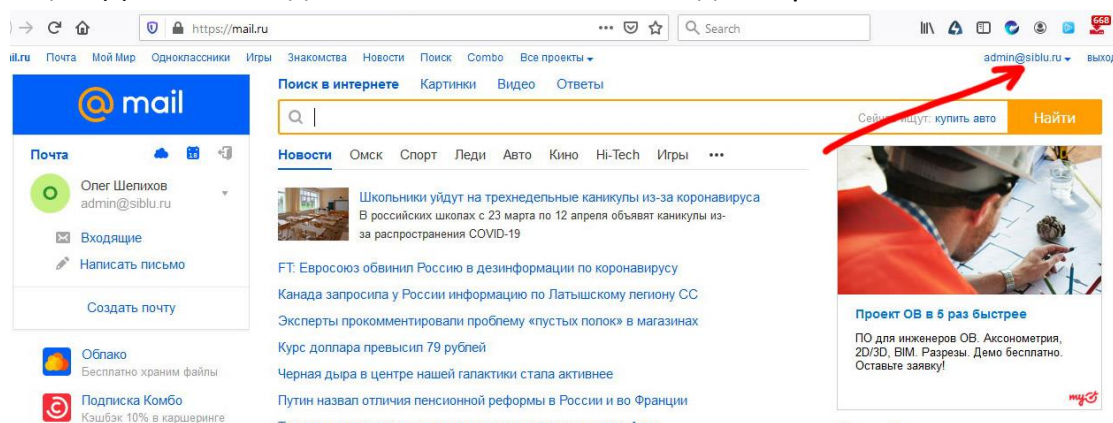 https://mail.ru
Search
668
il.ru Почта Мой Мир Одноклассники Игры Знакомства Новости Поиск Combo Все проекты
admin@siblu.ru выход
mail
Поиск в интернете Картинки Видео Ответы
Сейчас ищут: купить авто
Найти
Почта
18
О
Олег Шелихов
admin@siblu.ru
Входящие
Написать письмо
Создать почту
Облако
Бесплатно храним файлы
Подписка Комбо
Кэшбэк 10% в каршеринге
Новости Омск Спорт Леди Авто Кино Hi-Tech Игры •••
Школьники уйдут на трехнедельные каникулы из-за коронавируса
В российских школах с 23 марта по 12 апреля объявят каникулы из-
за распространения COVID-19
FT: Евросоюз обвинил Россию в дезинформации по коронавирусу
Канада запросила у России информацию по Латышскому легиону СС
Эксперты прокомментировали проблему «пустых полок» в магазинах
Курс доллара превысил 79 рублей
Черная дыра в центре нашей галактики стала активнее
Путин назвал отличия пенсионной реформы в России и во Франции
Проект ОВ в 5 раз быстрее
ПО для инженеров ОВ. Аксонометрия,
2D/3D, BIM. Разрезы. Демо бесплатно.
Оставьте заявку!
my